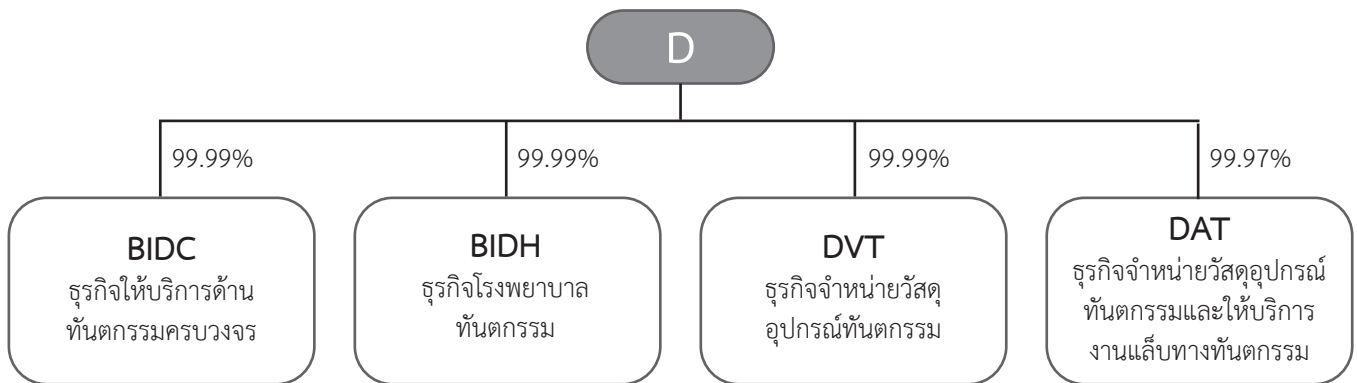 D
99.99%
99.99%
99.99%
99.97%
BIDC
ธุรกิจให้บริการด้าน
ทันตกรรมครบวงจร
BIDH
ธุรกิจโรงพยาบาล
ทันตกรรม
DVT
ธุรกิจจำหน่ายวัสดุ
อุปกรณ์ทันตกรรม
DAT
ธุรกิจจำหน่ายวัสดุอุปกรณ์
ทันตกรรมและให้บริการ
งานแล็บทางทันตกรรม